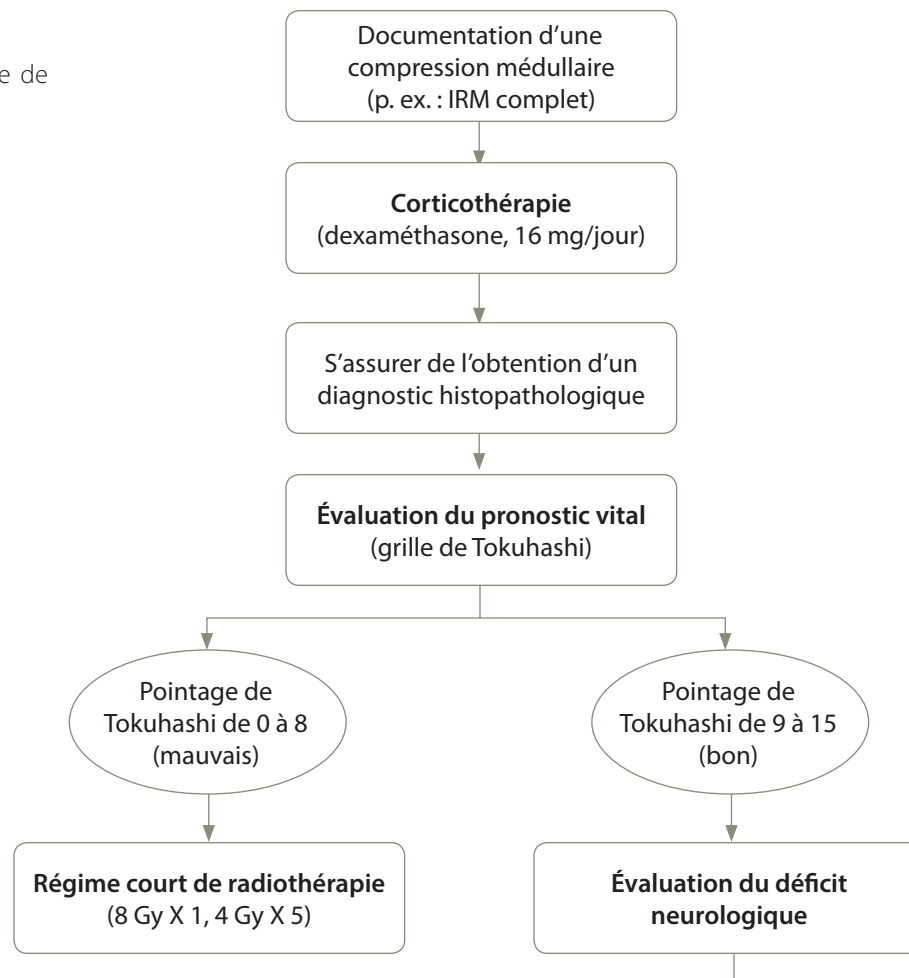 e de
Documentation d’une
compression médullaire
(p. ex. : IRM complet)
Corticothérapie
(dexaméthasone, 16 mg/jour)
S’assurer de l’obtention d’un
diagnostic histopathologique
Évaluation du pronostic vital
(grille de Tokuhashi)
Pointage de
Tokuhashi de 0 à 8
(mauvais)
Pointage de
Tokuhashi de 9 à 15
(bon)
Régime court de radiothérapie
(8 Gy X 1, 4 Gy X 5)
Évaluation du déficit
neurologique